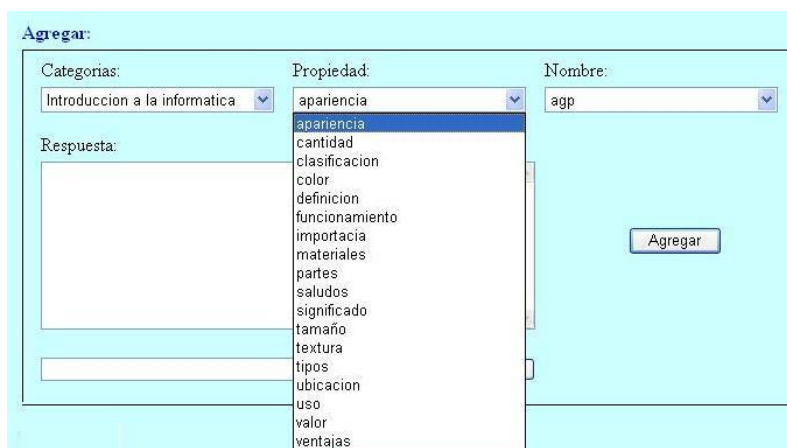 Agregar:
Categorias: Propiedad: Nombre:
Introduccion a la informatica apariencia agp
apariencia
cantidad
clasificacion
color
definicion
funcionamiento
importacia
materiales
partes
saludos
significado
tamaño
textura
tipos
ubicacion
uso
valor
ventajas
Respuesta:
Agregar